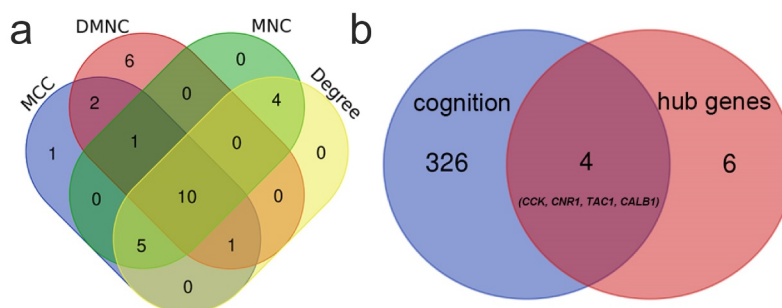 a
DMNC
MNC
MCC
Degree
6
0
2
0
4
1
1
0
0
0
10
0
5
1
0
b
cognition
hub genes
326
4
6
(CCK, CNR1, TAC1, CALB1)